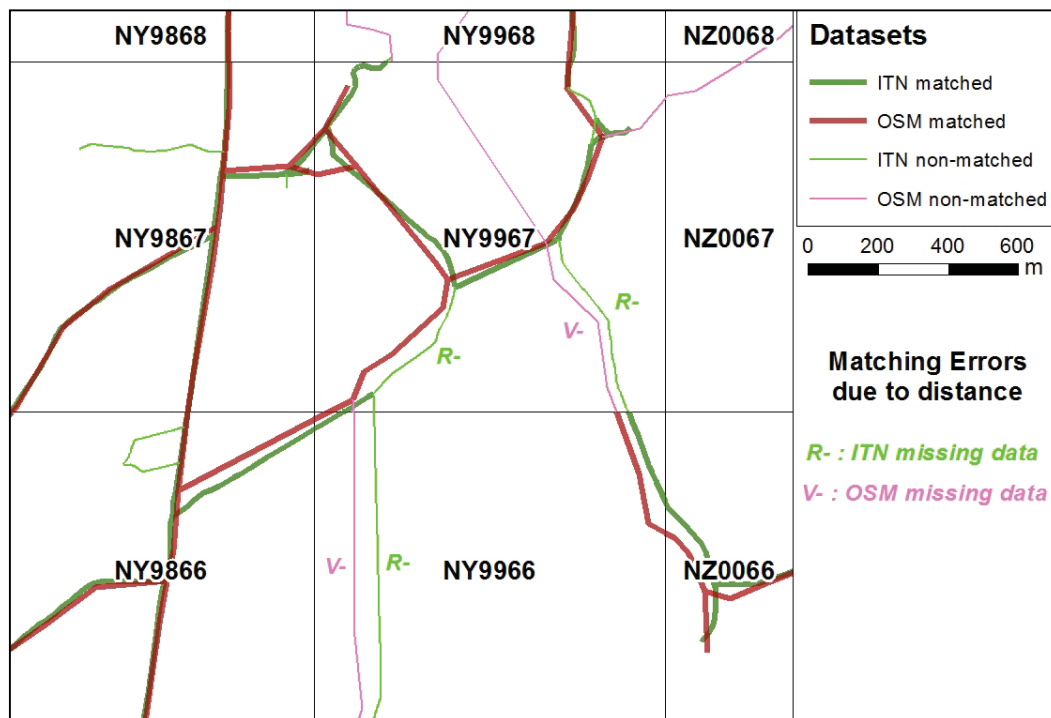 NY9868
NY9968
NZ0068
Datasets
ITN matched
OSM matched
ITN non-matched
OSM non-matched
NY9867
NY9967
NZ0067
0 200 400 600
m
R-
V-
R-
Matching Errors
due to distance
R- : ITN missing data
V- : OSM missing data
V-
R-
NY9866
NY9966
NZ0066